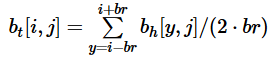 b_t[i, j] = \sum_{y=i-br}^{i+br} b_h[y, j]/(2 \cdot br)